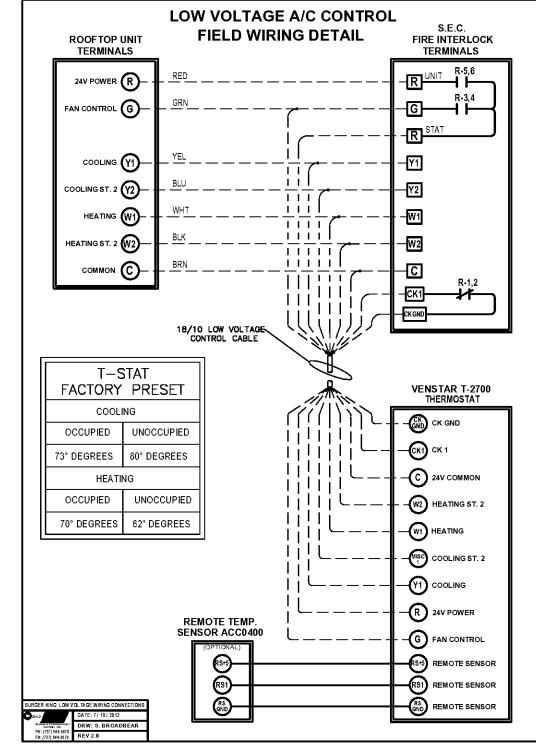 LOW VOLTAGE A/C CONTROL
FIELD WIRING DETAIL
ROOFTOP UNIT
TERMINALS
24V POWER R RED
FAN CONTROL G GRN
COOLING Y1 YEL
COOLING ST. 2 Y2 BLU
HEATING W1 WHT
HEATING ST. 2 W2 BLK
COMMON C BRN
S.E.C.
FIRE INTERLOCK
TERMINALS
R UNIT R-5,6
G R-3,4
R STAT
Y1
Y2
W1
W2
C
CK1 R-1,2
CKGND
18/10 LOW VOLTAGE
CONTROL CABLE
T-STAT
FACTORY PRESET
COOLING
OCCUPIED UNOCCUPIED
73° DEGREES 80° DEGREES
HEATING
OCCUPIED UNOCCUPIED
70° DEGREES 62° DEGREES
VENSTAR T-2700
THERMOSTAT
CK GND CK GND
CK1 CK 1
C 24V COMMON
W2 HEATING ST. 2
W1 HEATING
MISC 1 COOLING ST. 2
Y1 COOLING
R 24V POWER
G FAN CONTROL
RS+5 REMOTE SENSOR
RS1 REMOTE SENSOR
RS GND REMOTE SENSOR
REMOTE TEMP.
SENSOR ACC0400
(OPTIONAL)
RS+5
RS1
RS GND
BURGER KING LOW VOLTAGE WIRING CONNECTIONS
DATE: 7/18/2012
DRW: S. BROADBEAR
REV 2.0